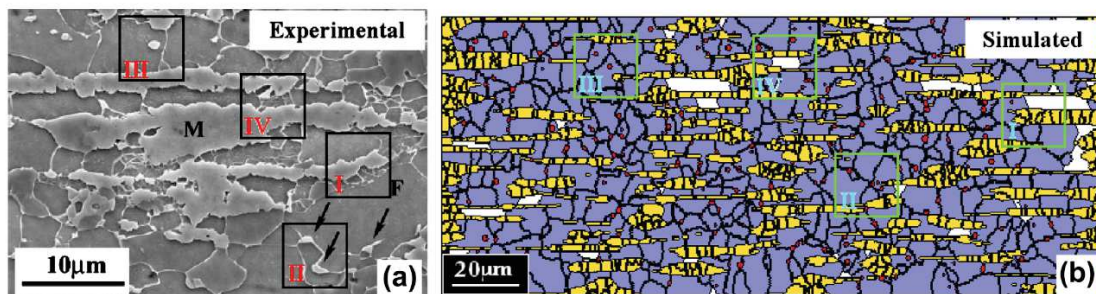 Experimental
III
IV
M
I
F
II
10μm
(a)
Simulated
III
IV
I
II
20μm
(b)